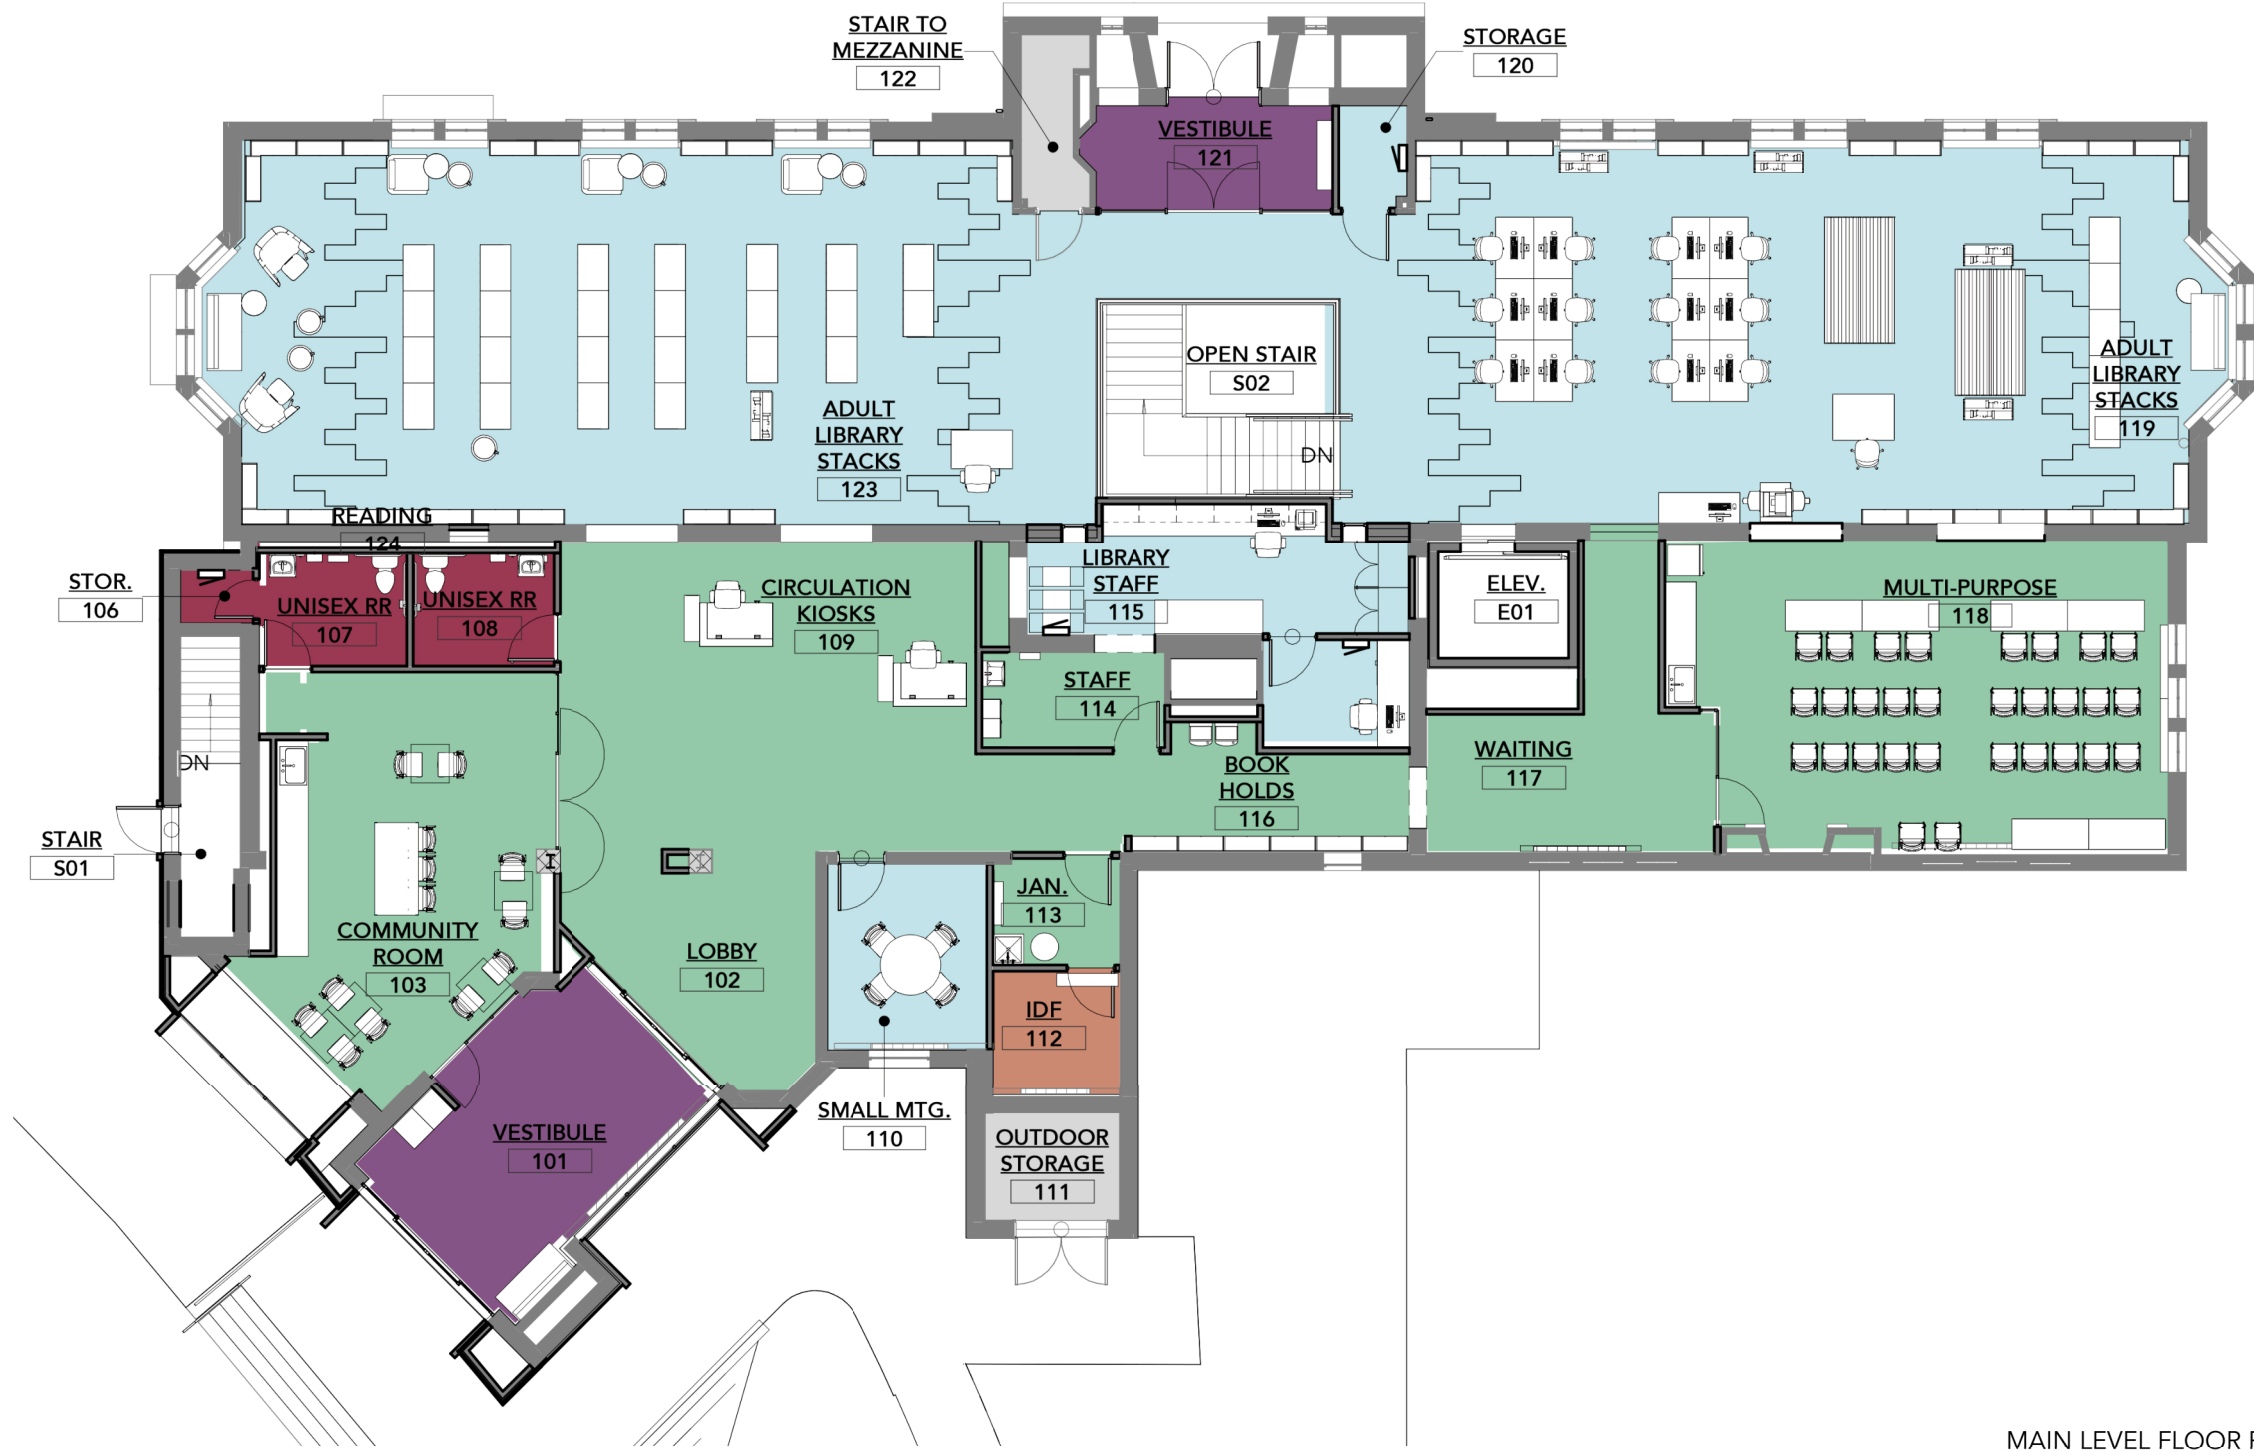 STAIR TO
MEZZANINE
122
STORAGE
120
VESTIBULE
121
OPEN STAIR
S02
DN
ADULT
LIBRARY
STACKS
119
ADULT
LIBRARY
STACKS
123
READING
124
STOR.
106
UNISEX RR
107
UNISEX RR
108
CIRCULATION
KIOSKS
109
LIBRARY
STAFF
115
ELEV.
E01
MULTI-PURPOSE
118
STAFF
114
WAITING
117
BOOK
HOLDS
116
DN
STAIR
S01
COMMUNITY
ROOM
103
LOBBY
102
JAN.
113
IDF
112
SMALL MTG.
110
VESTIBULE
101
OUTDOOR
STORAGE
111
MAIN LEVEL FLOOR